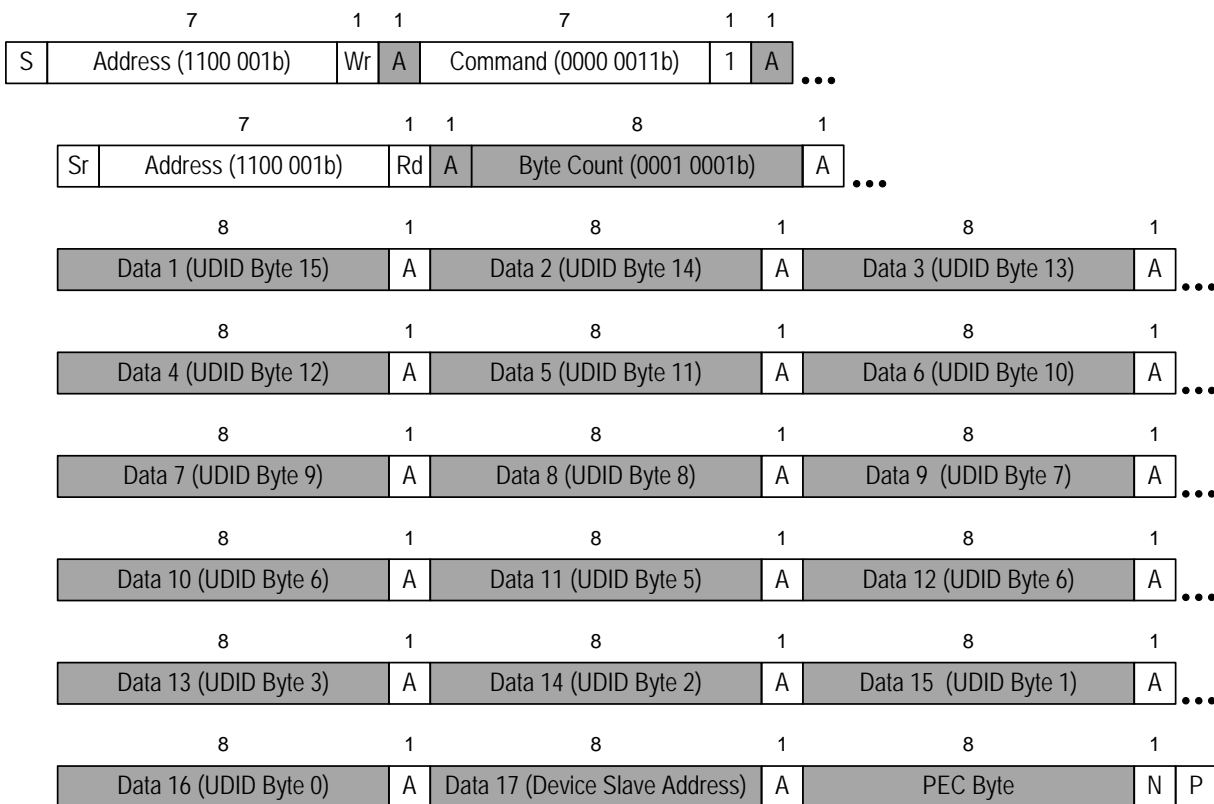 7 1 1 7 1 1
S Address (1100 001b) Wr A Command (0000 0011b) 1 A
7 1 1 8 1
Sr Address (1100 001b) Rd A Byte Count (0001 0001b) A
8 1 8 1 8 1
Data 1 (UDID Byte 15) A Data 2 (UDID Byte 14) A Data 3 (UDID Byte 13) A
8 1 8 1 8 1
Data 4 (UDID Byte 12) A Data 5 (UDID Byte 11) A Data 6 (UDID Byte 10) A
8 1 8 1 8 1
Data 7 (UDID Byte 9) A Data 8 (UDID Byte 8) A Data 9 (UDID Byte 7) A
8 1 8 1 8 1
Data 10 (UDID Byte 6) A Data 11 (UDID Byte 5) A Data 12 (UDID Byte 6) A
8 1 8 1 8 1
Data 13 (UDID Byte 3) A Data 14 (UDID Byte 2) A Data 15 (UDID Byte 1) A
8 1 8 1 8 1
Data 16 (UDID Byte 0) A Data 17 (Device Slave Address) A PEC Byte N P